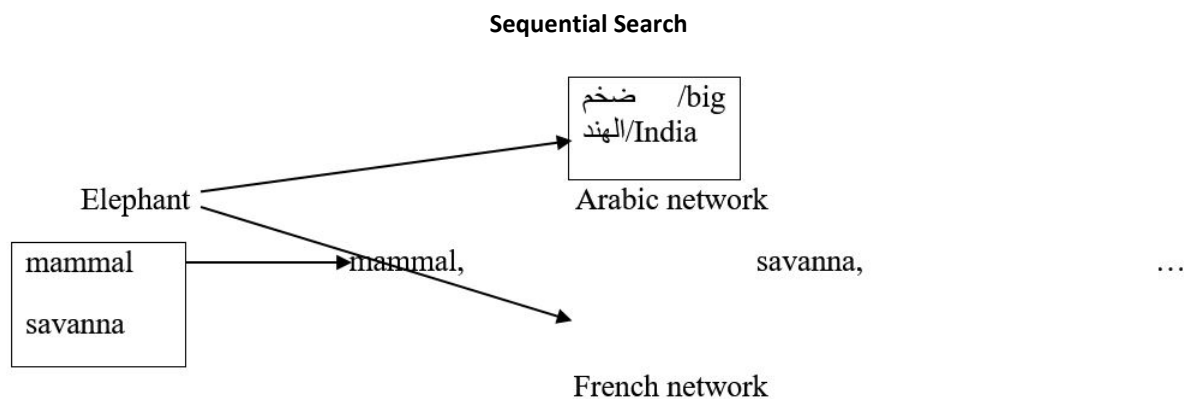 Sequential Search
ضخم /big
الهند/India
Elephant
Arabic network
mammal
mammal, savanna, …
savanna
French network